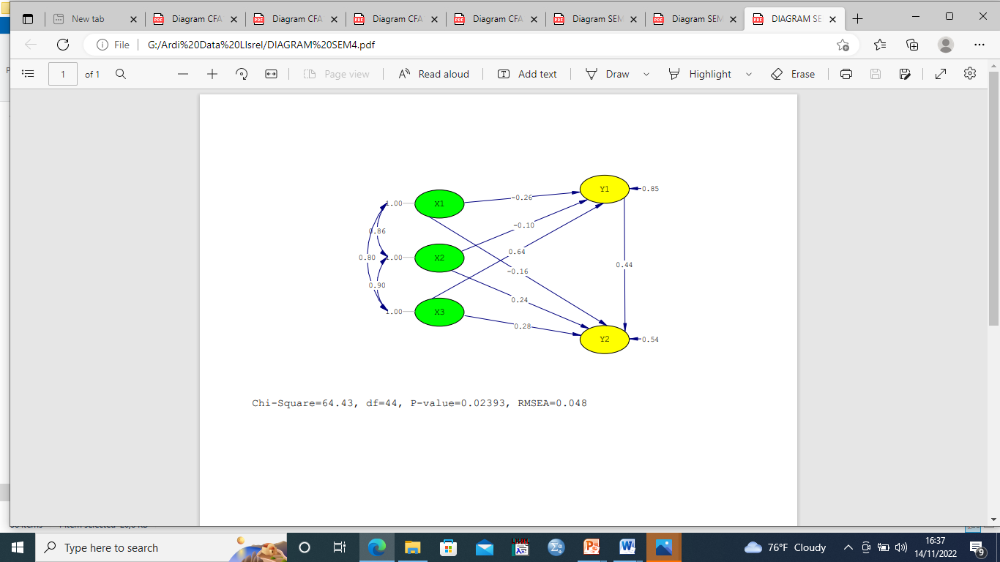 New tab
Diagram CFA
Diagram CFA
Diagram CFA
Diagram CFA
Diagram SEM
Diagram SEM
DIAGRAM SE
File G:/Ardi%20Data%20LIsrel/DIAGRAM%20SEM4.pdf
1 of 1 Page view Read aloud Add text Draw Highlight Erase
Y1 0.85
1.00 X1 -0.26
0.86 -0.10
0.80 1.00 X2 0.64
0.44
-0.16
0.90 0.24
1.00 X3 0.28
Y2 0.54
Chi-Square=64.43, df=44, P-value=0.02393, RMSEA=0.048
Type here to search
76°F Cloudy
16:37
14/11/2022
9